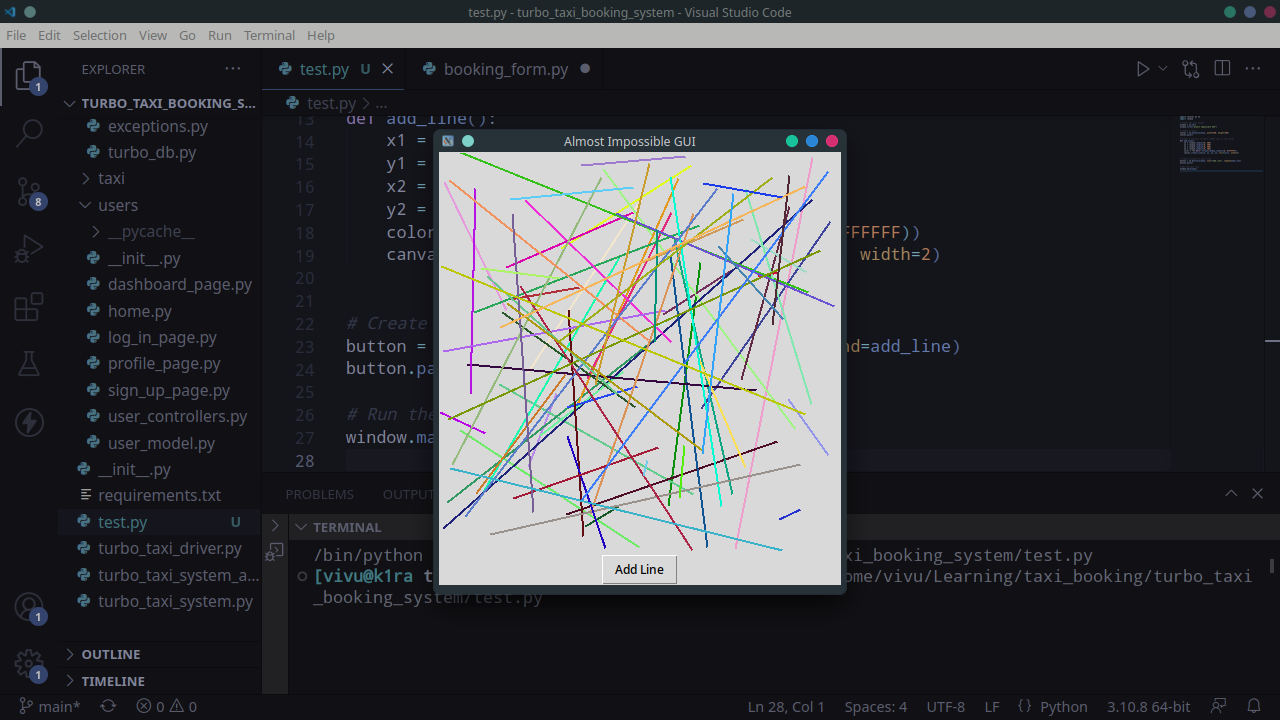 test.py - turbo_taxi_booking_system - Visual Studio Code
File Edit Selection View Go Run Terminal Help
EXPLORER
TURBO_TAXI_BOOKING_S...
exceptions.py
turbo_db.py
taxi
users
__pycache__
__init__.py
dashboard_page.py
home.py
log_in_page.py
profile_page.py
sign_up_page.py
user_controllers.py
user_model.py
__init__.py
requirements.txt
test.py U
turbo_taxi_driver.py
turbo_taxi_system_a...
turbo_taxi_system.py
OUTLINE
TIMELINE
1
8
1
1
test.py U
booking_form.py
test.py > ...
13 def add_line():
14 x1 =
15 y1 =
16 x2 =
17 y2 =
18 color FFFFFF))
19 canva width=2)
20
21
22 # Create
23 button = nd=add_line)
24 button.pa
25
26 # Run the
27 window.ma
28
Almost Impossible GUI
Add Line
PROBLEMS OUTPU
TERMINAL
/bin/python xi_booking_system/test.py
[vivu@k1ra t ome/vivu/Learning/taxi_booking/turbo_taxi
_booking_system/test.py
main* 0 0 Ln 28, Col 1 Spaces: 4 UTF-8 LF Python 3.10.8 64-bit